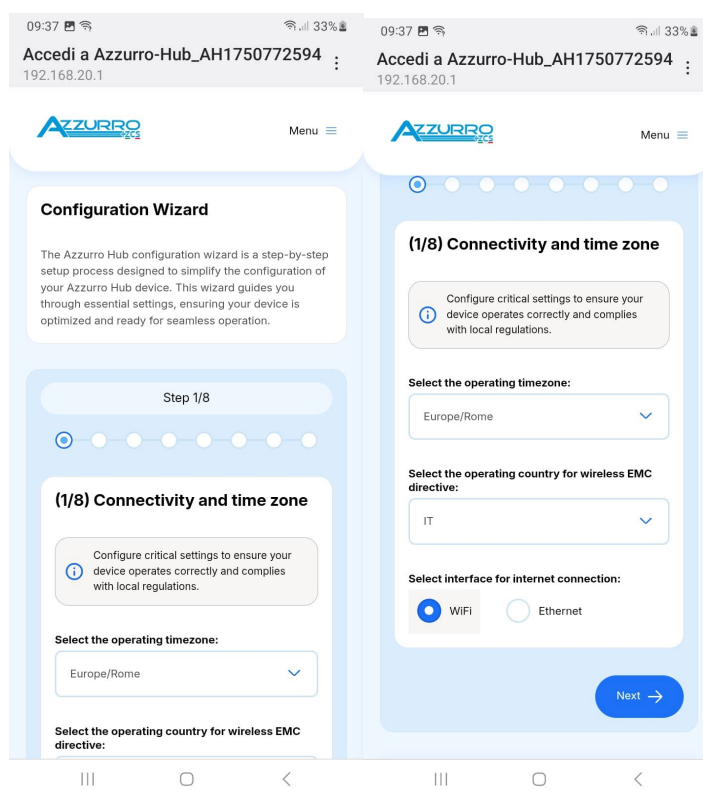 09:37
33%
Accedi a Azzurro-Hub_AH1750772594
192.168.20.1
AZZURRO
ZCS
Menu
Configuration Wizard
The Azzurro Hub configuration wizard is a step-by-step
setup process designed to simplify the configuration of
your Azzurro Hub device. This wizard guides you
through essential settings, ensuring your device is
optimized and ready for seamless operation.
Step 1/8
(1/8) Connectivity and time zone
Configure critical settings to ensure your
device operates correctly and complies
with local regulations.
Select the operating timezone:
Europe/Rome
Select the operating country for wireless EMC
directive:
09:37
33%
Accedi a Azzurro-Hub_AH1750772594
192.168.20.1
AZZURRO
ZCS
Menu
(1/8) Connectivity and time zone
Configure critical settings to ensure your
device operates correctly and complies
with local regulations.
Select the operating timezone:
Europe/Rome
Select the operating country for wireless EMC
directive:
IT
Select interface for internet connection:
WiFi
Ethernet
Next